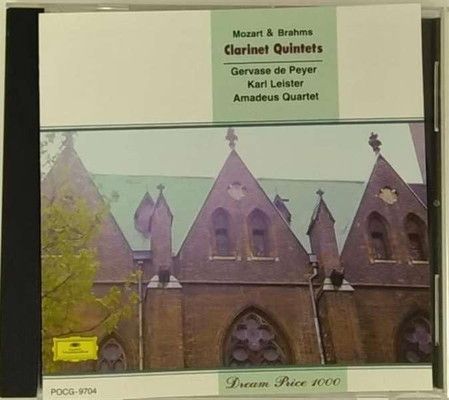 Mozart & Brahms
Clarinet Quintets
Gervase de Peyer
Karl Leister
Amadeus Quartet
POCG-9704
Dream Price 1000